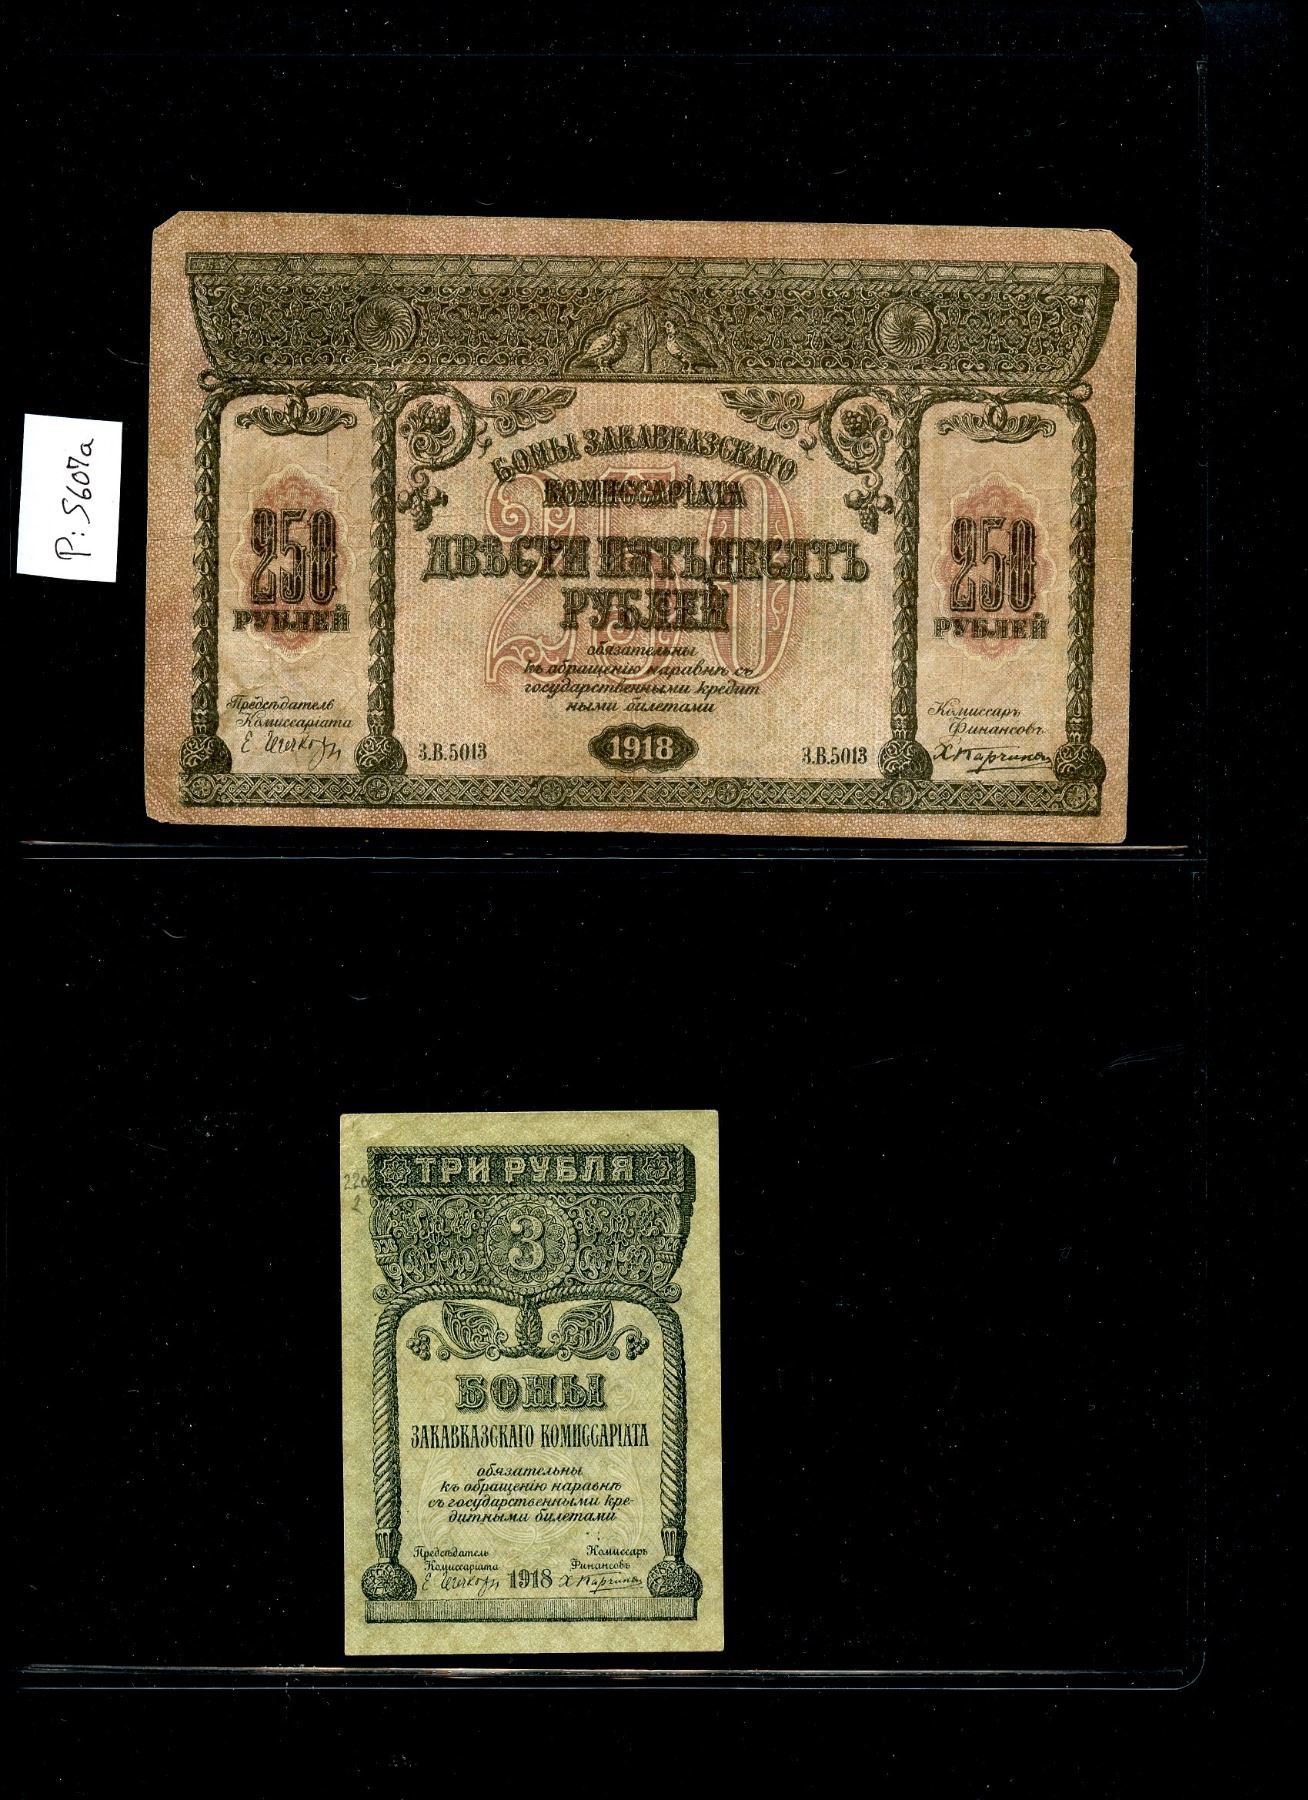 P: S607a
БОНЫ ЗАКАВКАЗСКАГО
КОМИССАРІАТА
ДВѢСТИ ПЯТЬДЕСЯТЪ
РУБЛЕЙ
250
250
РУБЛЕЙ
250
РУБЛЕЙ
обязательны
къ обращенію наравнѣ съ
государственными кредит
ными билетами
Предсѣдатель
Комиссаріата
Комиссаръ
Финансовъ
З.В.5013
1918
З.В.5013
ТРИ РУБЛЯ
3
БОНЫ
ЗАКАВКАЗСКАГО КОМИССАРІАТА
обязательны
къ обращенію наравнѣ
съ государственными кре-
дитными билетами
Предсѣдатель
Комиссаріата
Комиссаръ
Финансовъ
1918